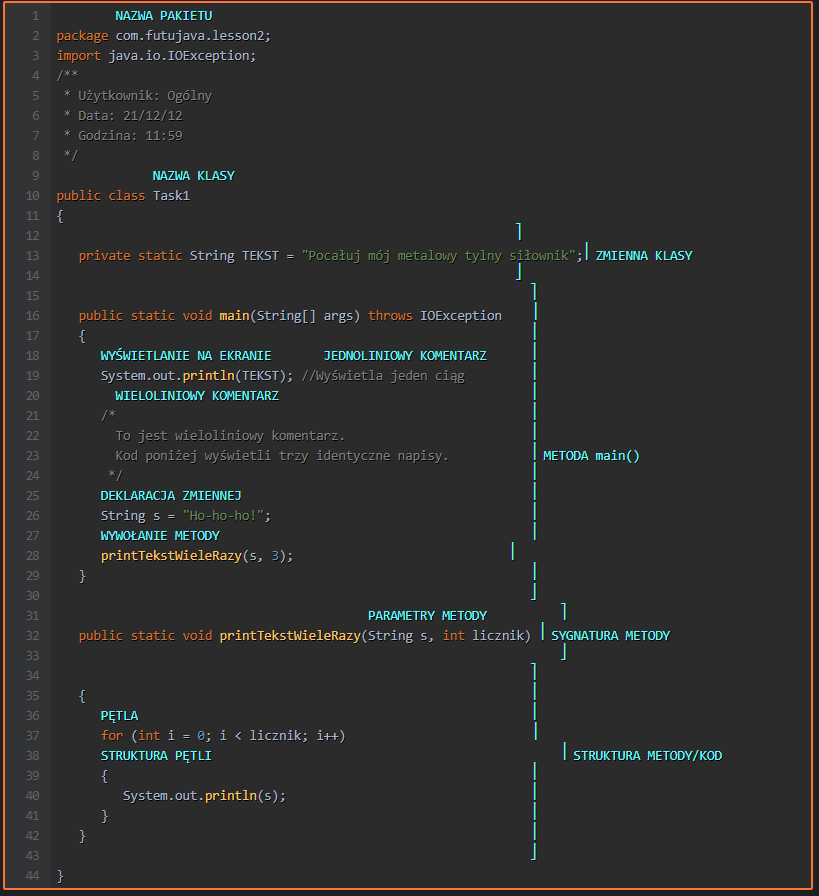 1 NAZWA PAKIETU
2 package com.futujava.lesson2;
3 import java.io.IOException;
4 /**
5 * Użytkownik: Ogólny
6 * Data: 21/12/12
7 * Godzina: 11:59
8 */
9 NAZWA KLASY
10 public class Task1
11 {
12
13 private static String TEKST = "Pocałuj mój metalowy tylny siłownik"; ZMIENNA KLASY
14
15
16 public static void main(String[] args) throws IOException
17 {
18 WYŚWIETLANIE NA EKRANIE JEDNOLINIOWY KOMENTARZ
19 System.out.println(TEKST); //Wyświetla jeden ciąg
20 WIELOLINIOWY KOMENTARZ
21 /*
22 To jest wieloliniowy komentarz.
23 Kod poniżej wyświetli trzy identyczne napisy. METODA main()
24 */
25 DEKLARACJA ZMIENNEJ
26 String s = "Ho-ho-ho!";
27 WYWOŁANIE METODY
28 printTekstWieleRazy(s, 3);
29 }
30
31 PARAMETRY METODY
32 public static void printTekstWieleRazy(String s, int licznik) SYGNATURA METODY
33
34
35 {
36 PĘTLA
37 for (int i = 0; i < licznik; i++)
38 STRUKTURA PĘTLI STRUKTURA METODY/KOD
39 {
40 System.out.println(s);
41 }
42 }
43
44 }